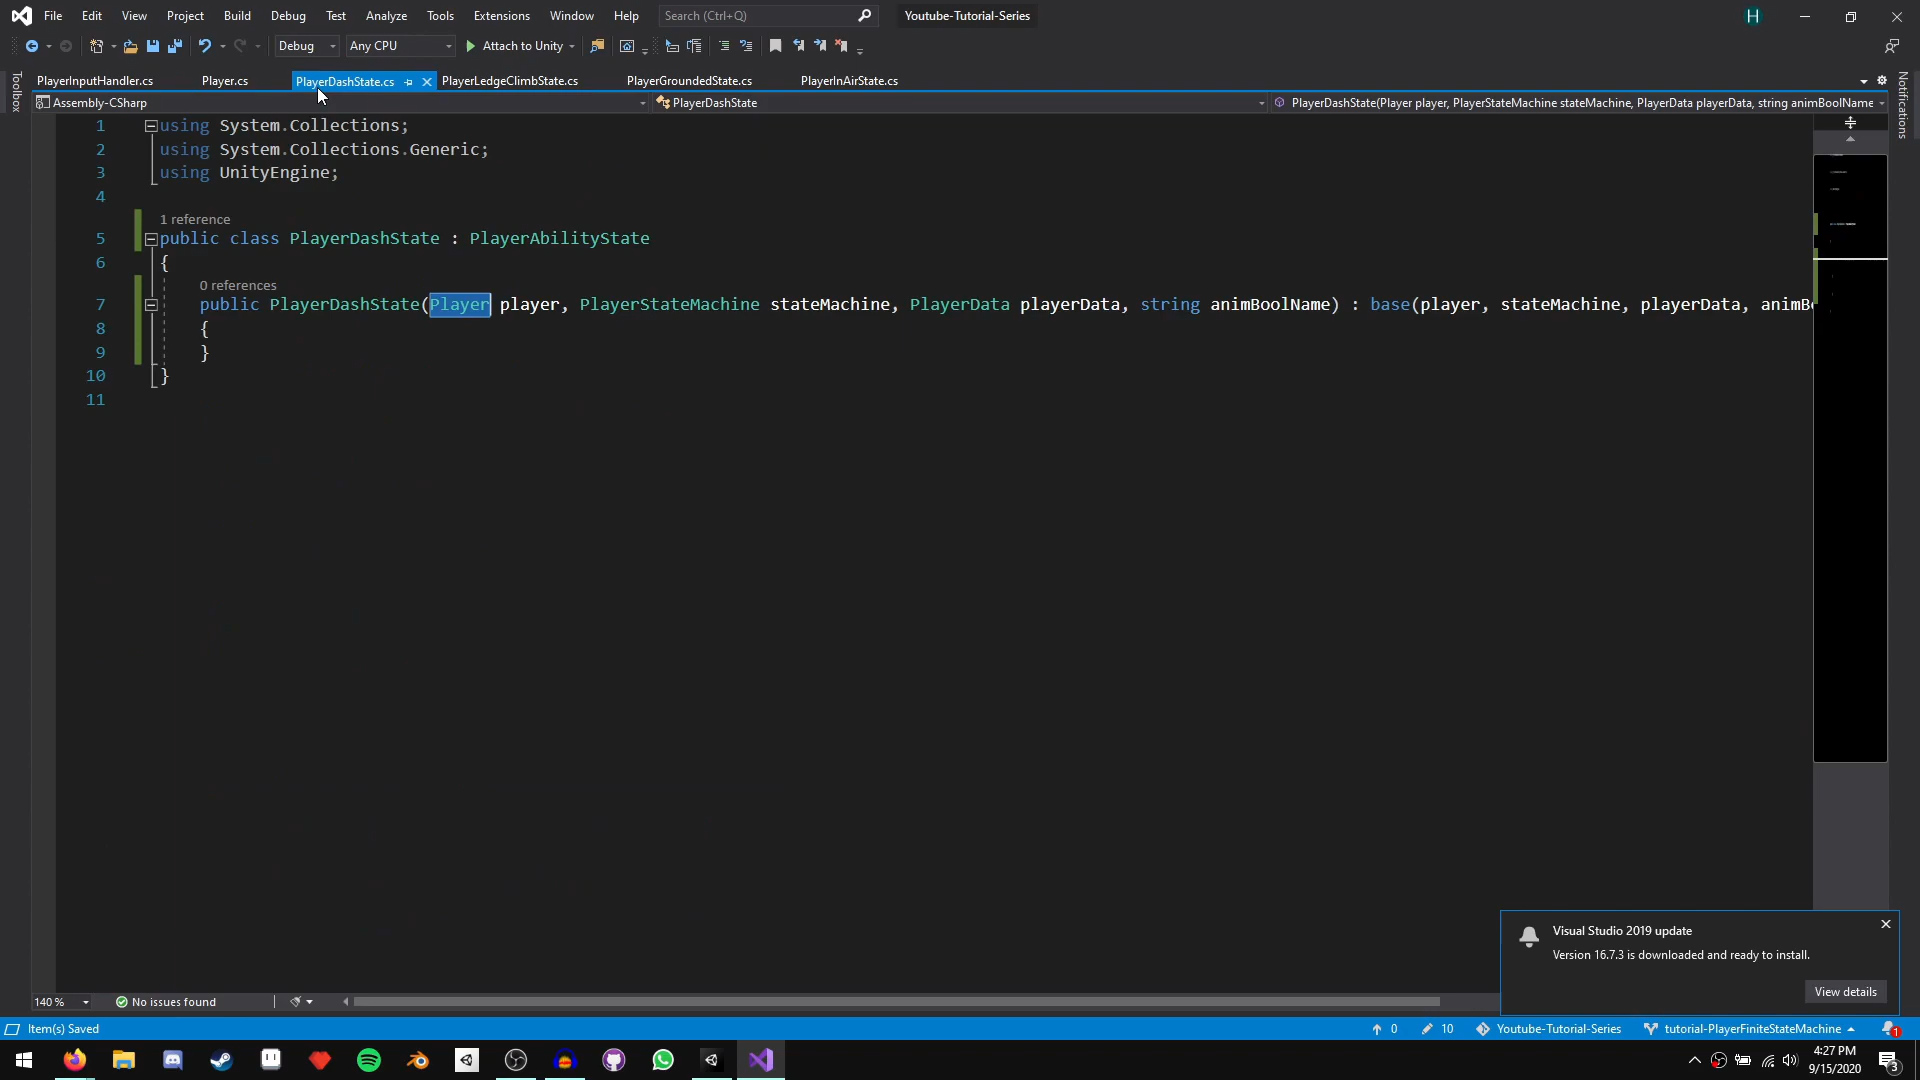 File Edit View Project Build Debug Test Analyze Tools Extensions Window Help Search (Ctrl+Q) Youtube-Tutorial-Series H
Debug Any CPU Attach to Unity
PlayerInputHandler.cs Player.cs PlayerDashState.cs PlayerLedgeClimbState.cs PlayerGroundedState.cs PlayerInAirState.cs
Assembly-CSharp PlayerDashState PlayerDashState(Player player, PlayerStateMachine stateMachine, PlayerData playerData, string animBoolName
Toolbox
Notifications
1 using System.Collections;
2 using System.Collections.Generic;
3 using UnityEngine;
4
1 reference
5 public class PlayerDashState : PlayerAbilityState
6 {
0 references
7 public PlayerDashState(Player player, PlayerStateMachine stateMachine, PlayerData playerData, string animBoolName) : base(player, stateMachine, playerData, animBo
8 {
9 }
10 }
11
Visual Studio 2019 update
Version 16.7.3 is downloaded and ready to install.
View details
140 % No issues found
Item(s) Saved 0 10 Youtube-Tutorial-Series tutorial-PlayerFiniteStateMachine 1
4:27 PM
9/15/2020
3